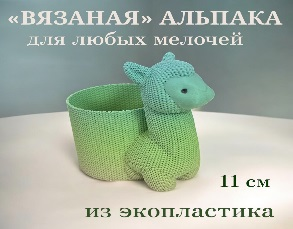 «ВЯЗАНАЯ» АЛЬПАКА
для любых мелочей
11 см
из экопластика